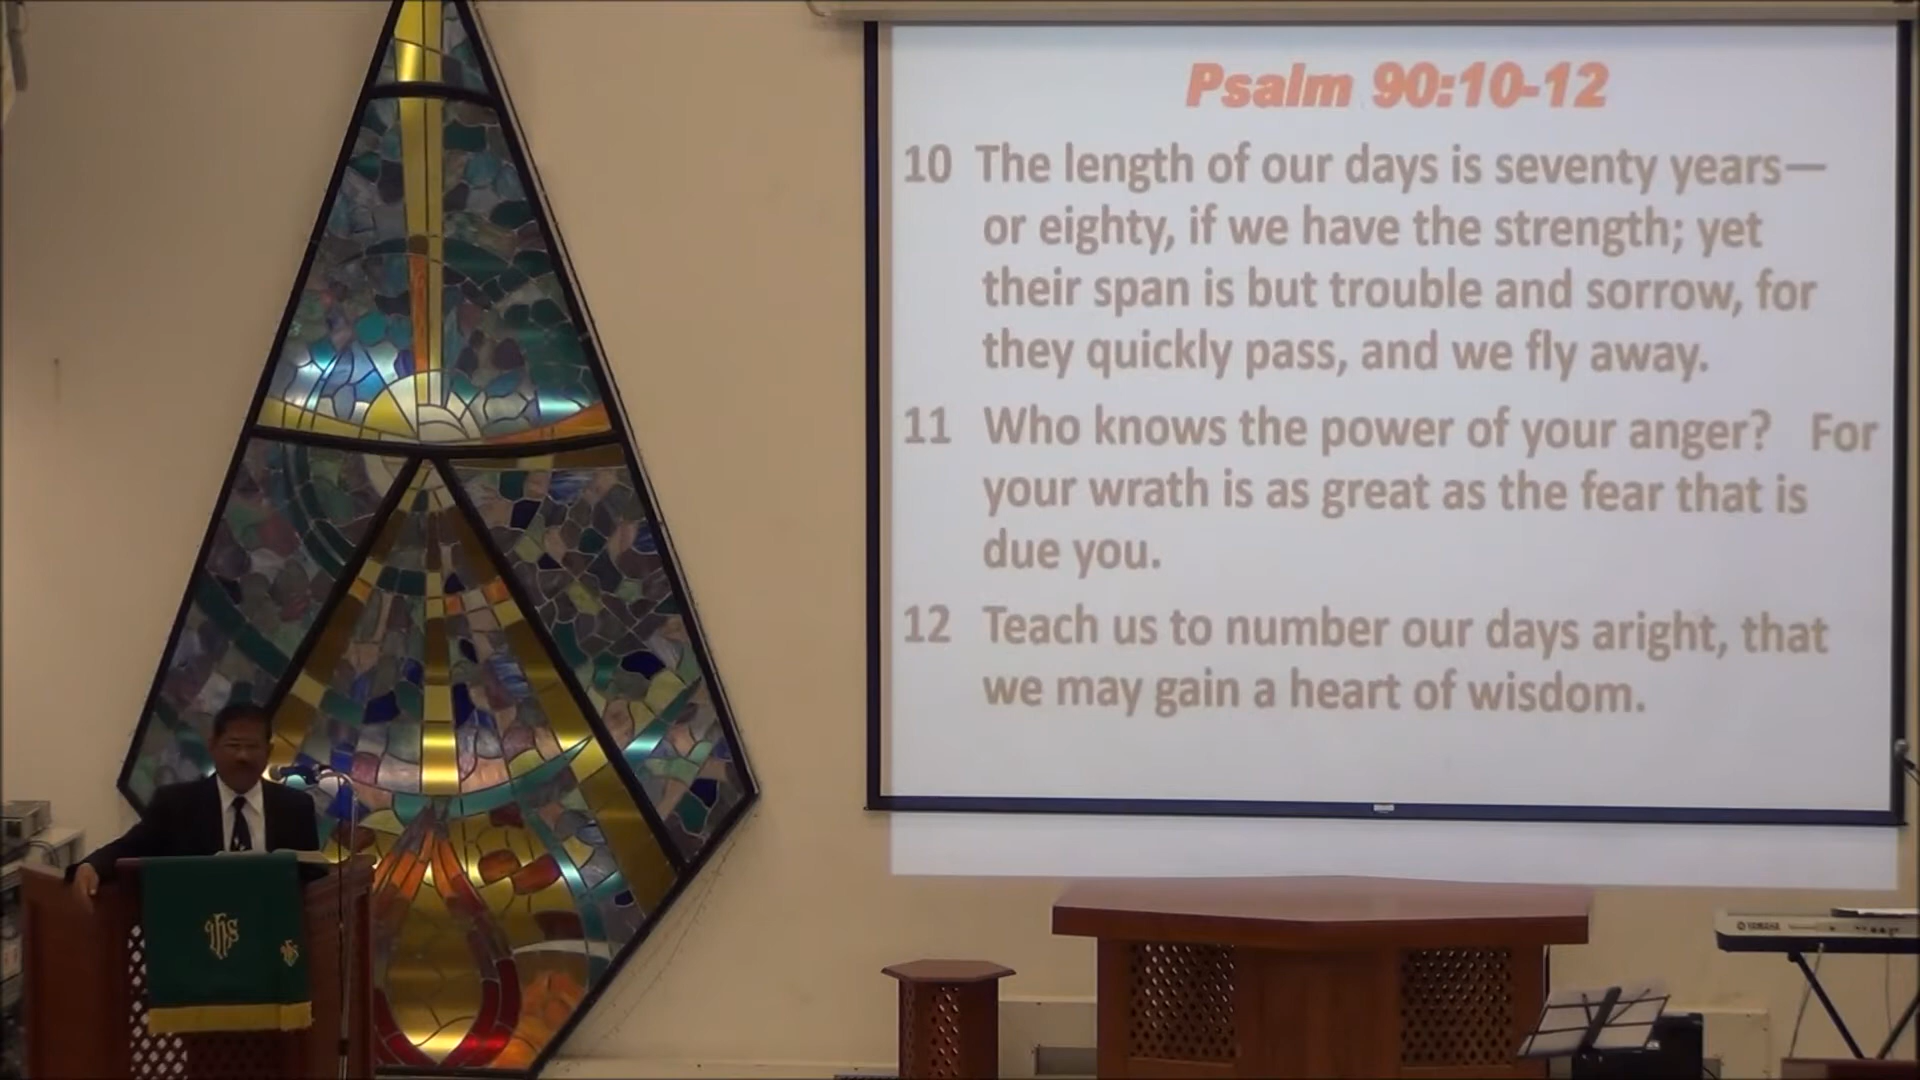 Psalm 90:10-12
10 The length of our days is seventy years—
or eighty, if we have the strength; yet
their span is but trouble and sorrow, for
they quickly pass, and we fly away.
11 Who knows the power of your anger? For
your wrath is as great as the fear that is
due you.
12 Teach us to number our days aright, that
we may gain a heart of wisdom.
IHS
IHS
YAMAHA